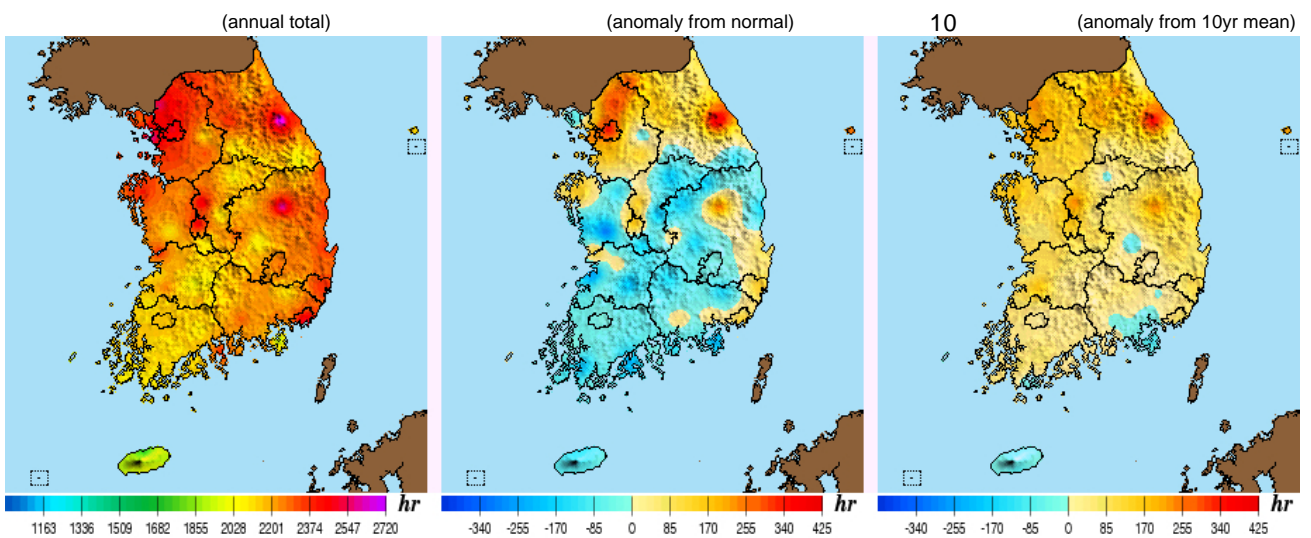 (annual total)
(anomaly from normal)
10 (anomaly from 10yr mean)
hr
1163 1336 1509 1682 1855 2028 2201 2374 2547 2720
hr
-340 -255 -170 -85 0 85 170 255 340 425
hr
-340 -255 -170 -85 0 85 170 255 340 425